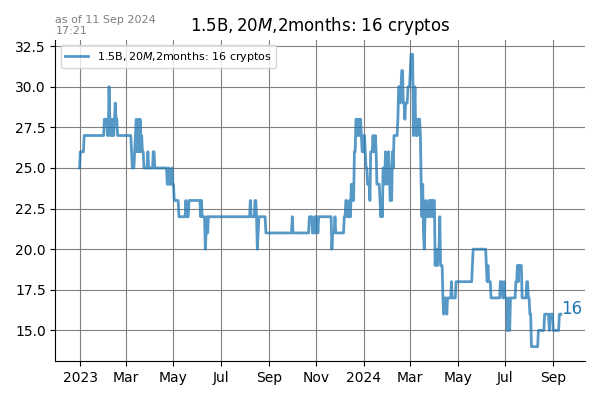 as of 11 Sep 2024
17:21
1.5B, 20M,2months: 16 cryptos
1.5B, 20M,2months: 16 cryptos
32.5
30.0
27.5
25.0
22.5
20.0
17.5
15.0
16
2023 Mar May Jul Sep Nov 2024 Mar May Jul Sep